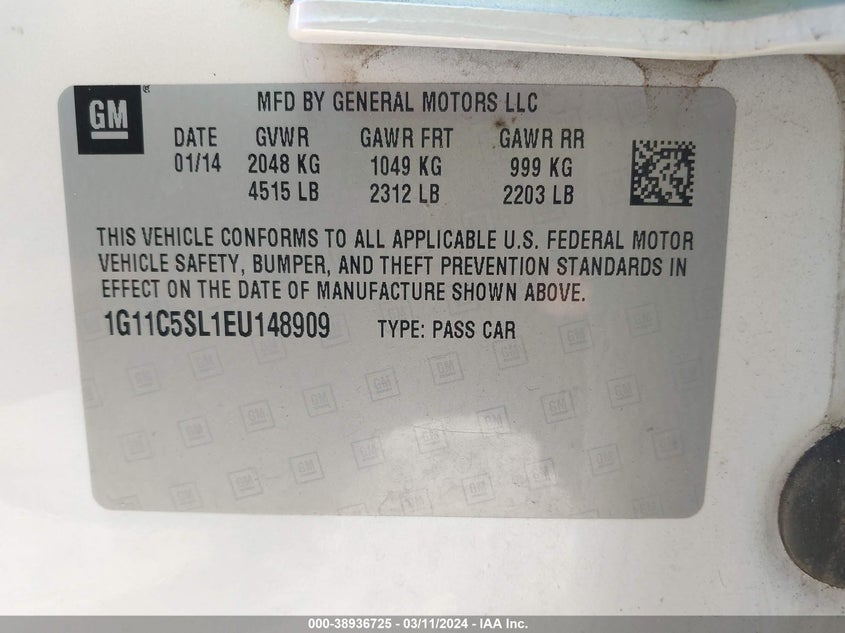 GM
MFD BY GENERAL MOTORS LLC
DATE GVWR GAWR FRT GAWR RR
01/14 2048 KG 1049 KG 999 KG
4515 LB 2312 LB 2203 LB
THIS VEHICLE CONFORMS TO ALL APPLICABLE U.S. FEDERAL MOTOR
VEHICLE SAFETY, BUMPER, AND THEFT PREVENTION STANDARDS IN
EFFECT ON THE DATE OF MANUFACTURE SHOWN ABOVE.
1G11C5SL1EU148909 TYPE: PASS CAR
000-38936725 - 03/11/2024 - IAA Inc.